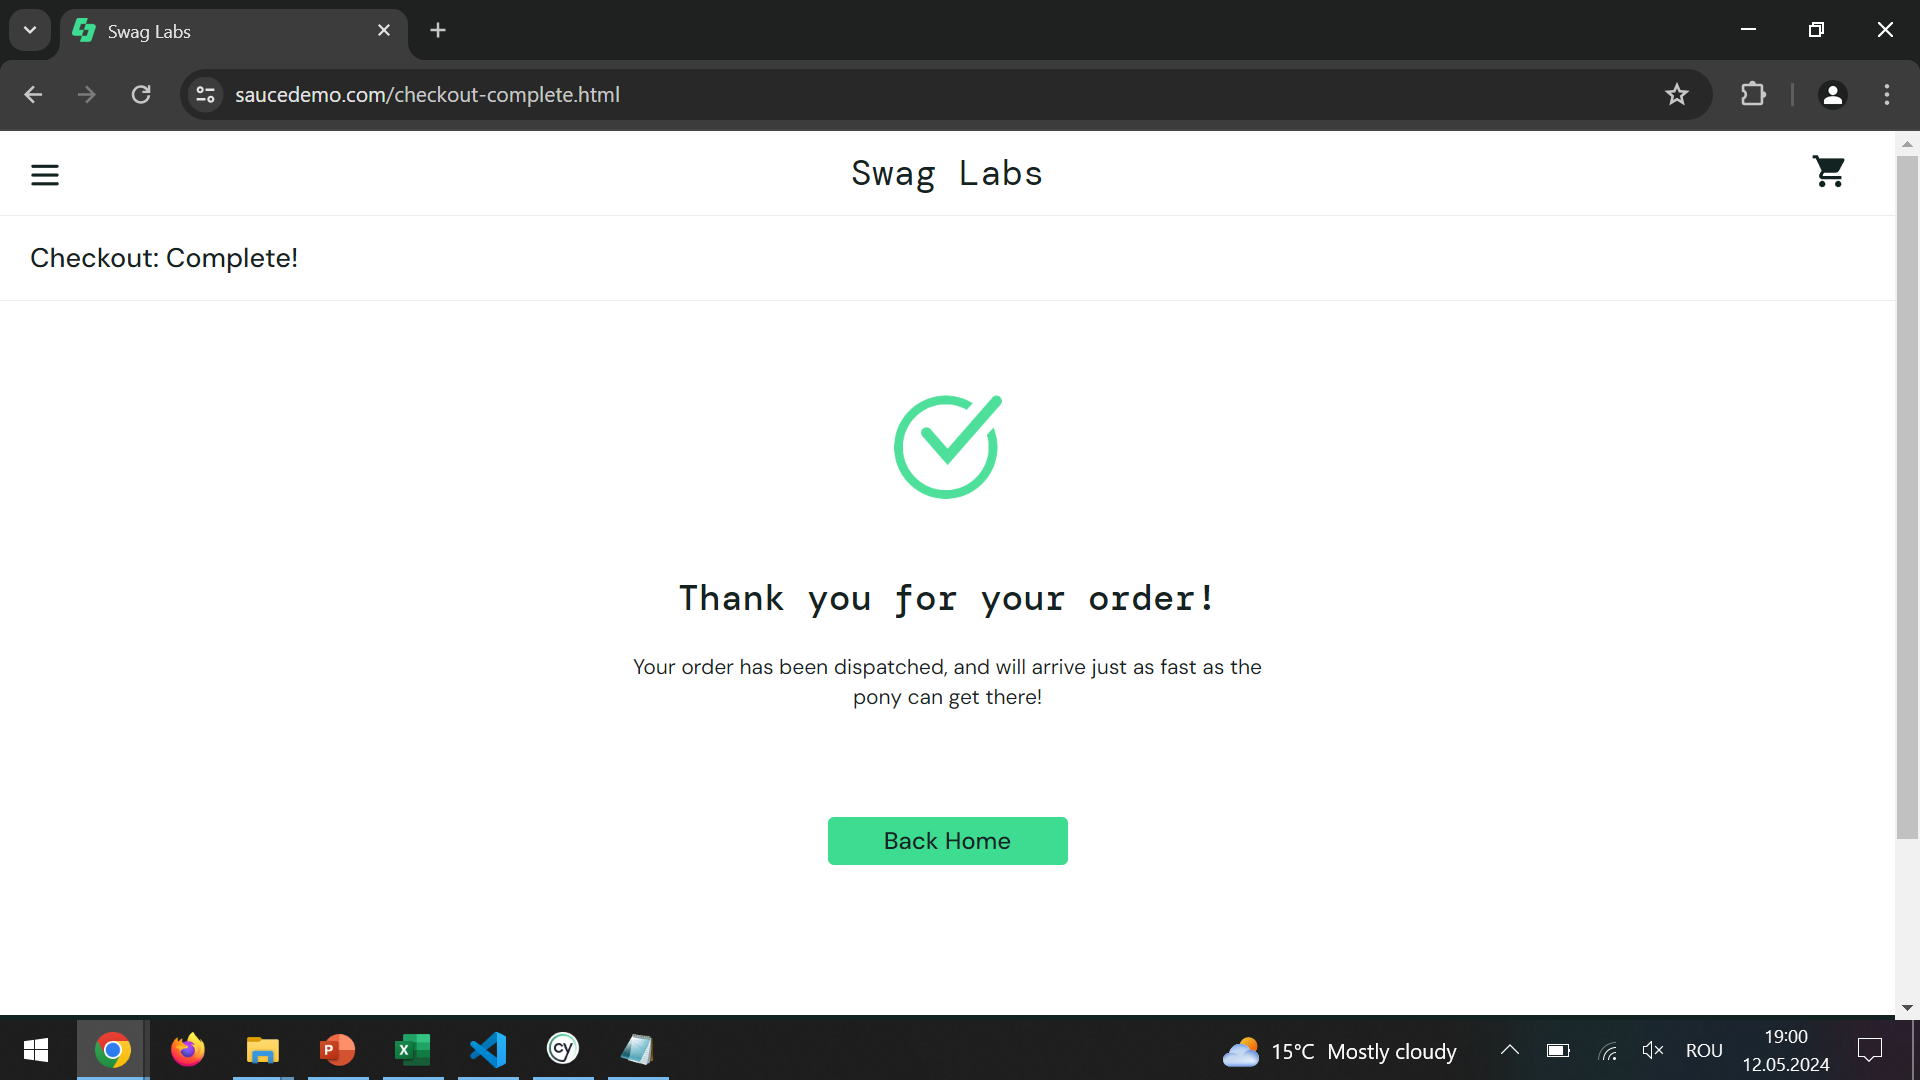 Swag Labs
saucedemo.com/checkout-complete.html
Swag Labs
Checkout: Complete!
Thank you for your order!
Your order has been dispatched, and will arrive just as fast as the
pony can get there!
Back Home
P
X
cy
15°C Mostly cloudy
ROU
19:00
12.05.2024